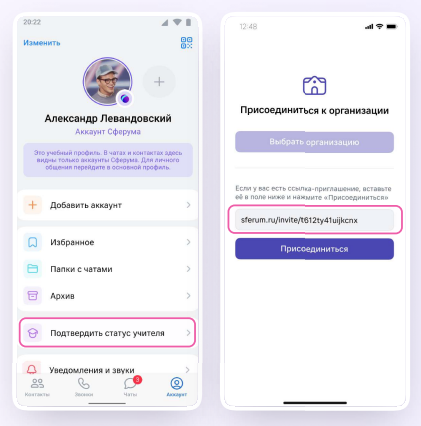 20:22
Изменить
Александр Левандовский
Аккаунт Сферума
Это учебный профиль. В чатах и контактах здесь
видны только аккаунты Сферума. Для личного
общения перейдите в основной профиль.
Добавить аккаунт
Избранное
Папки с чатами
Архив
Подтвердить статус учителя
Уведомления и звуки
3
Контакты
Звонки
Чаты
Аккаунт
12:48
Присоединиться к организации
Выбрать организацию
Если у вас есть ссылка-приглашение, вставьте
её в поле ниже и нажмите «Присоединиться»
sferum.ru/invite/t612ty41uijkcnx
Присоединиться